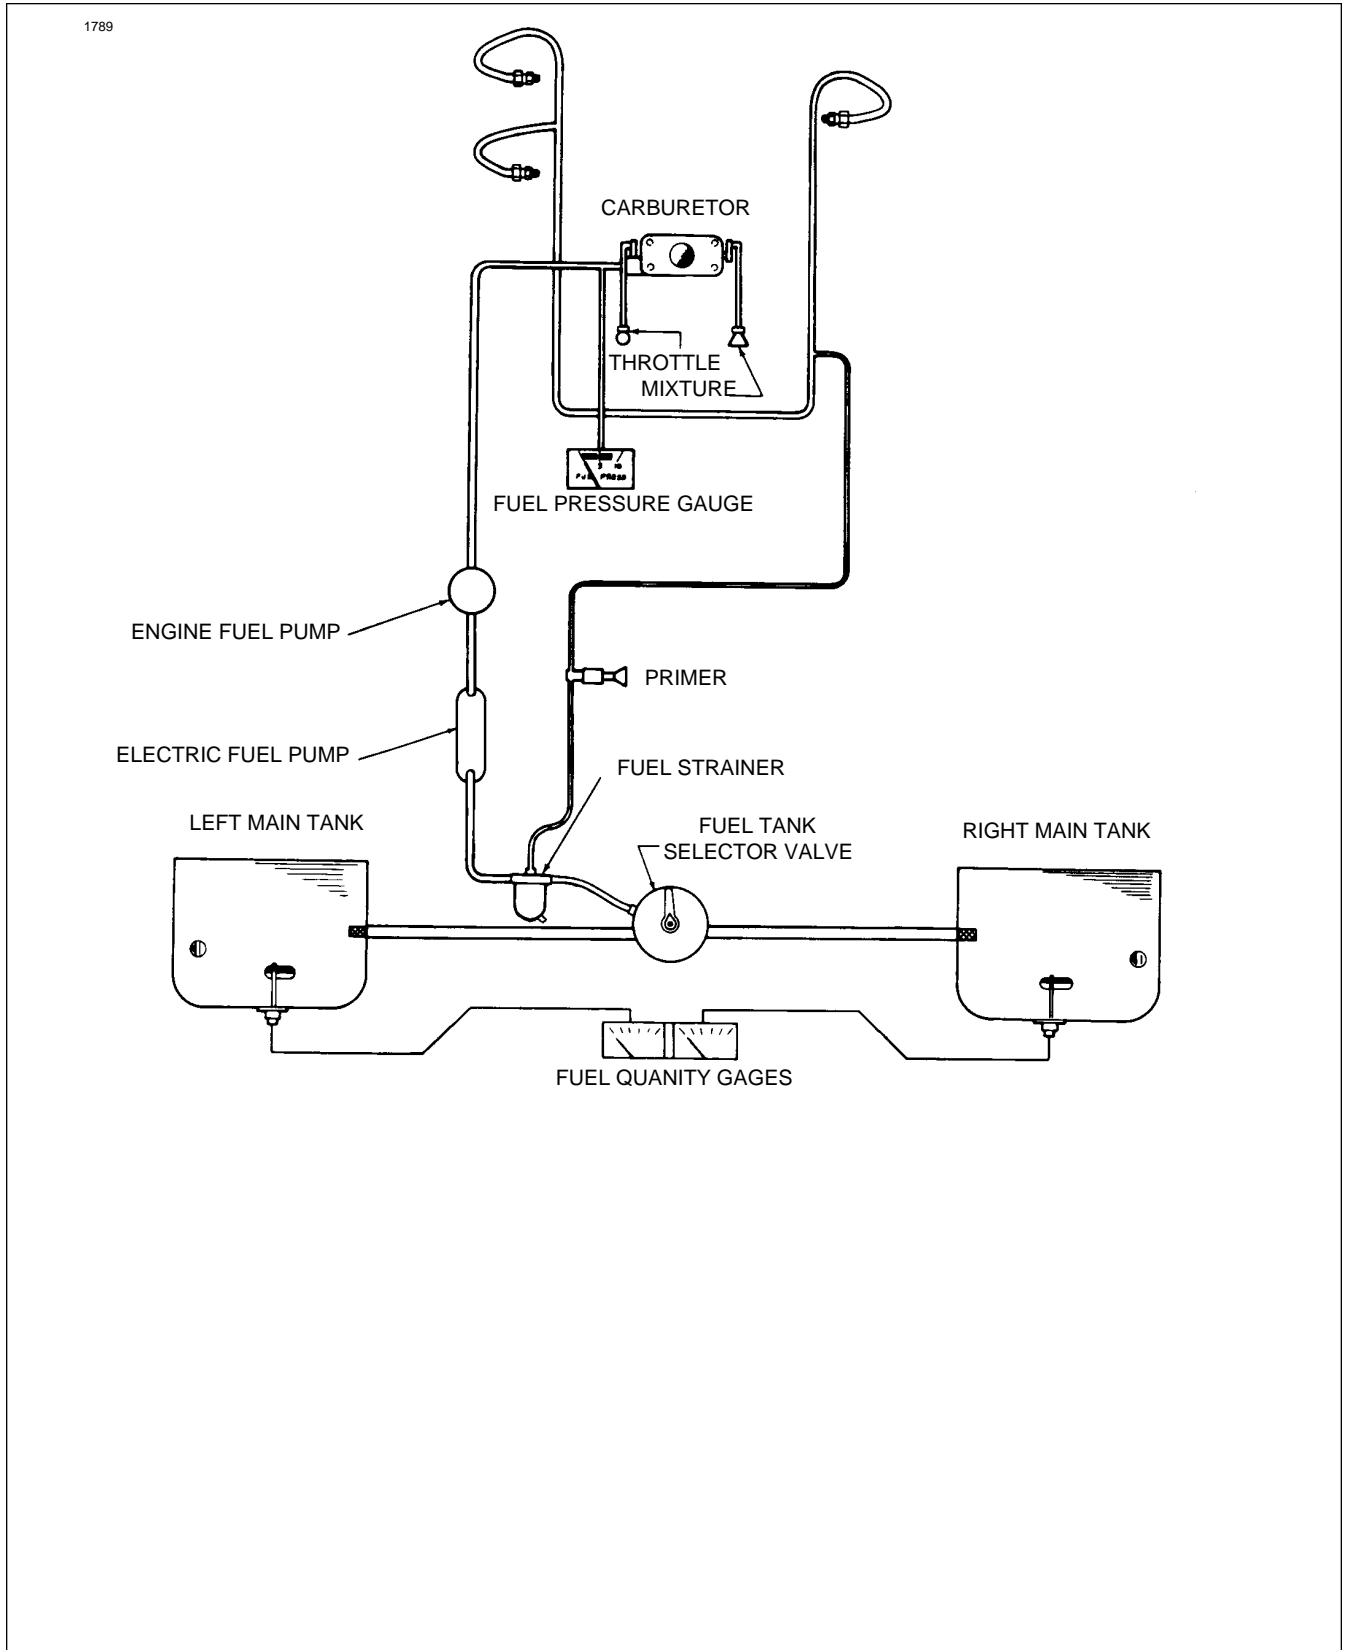 1789
CARBURETOR
THROTTLE
MIXTURE
FUEL PRESSURE GAUGE
ENGINE FUEL PUMP
PRIMER
ELECTRIC FUEL PUMP
FUEL STRAINER
LEFT MAIN TANK
FUEL TANK
SELECTOR VALVE
RIGHT MAIN TANK
FUEL QUANITY GAGES